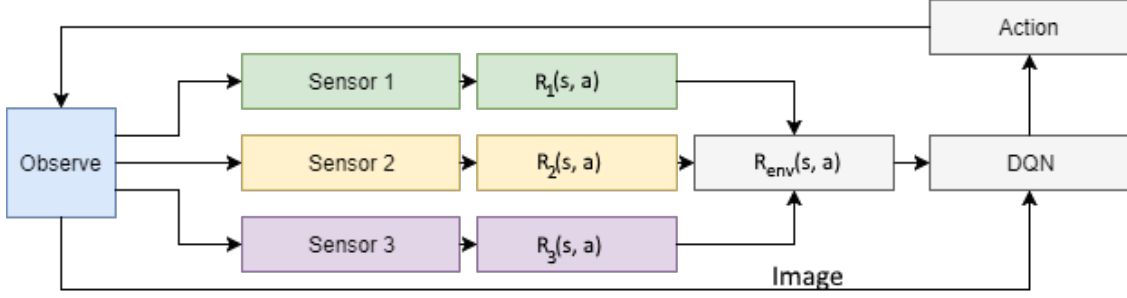 Action
Sensor 1
R1(s, a)
Observe
Sensor 2
R2(s, a)
Renv(s, a)
DQN
Sensor 3
R3(s, a)
Image